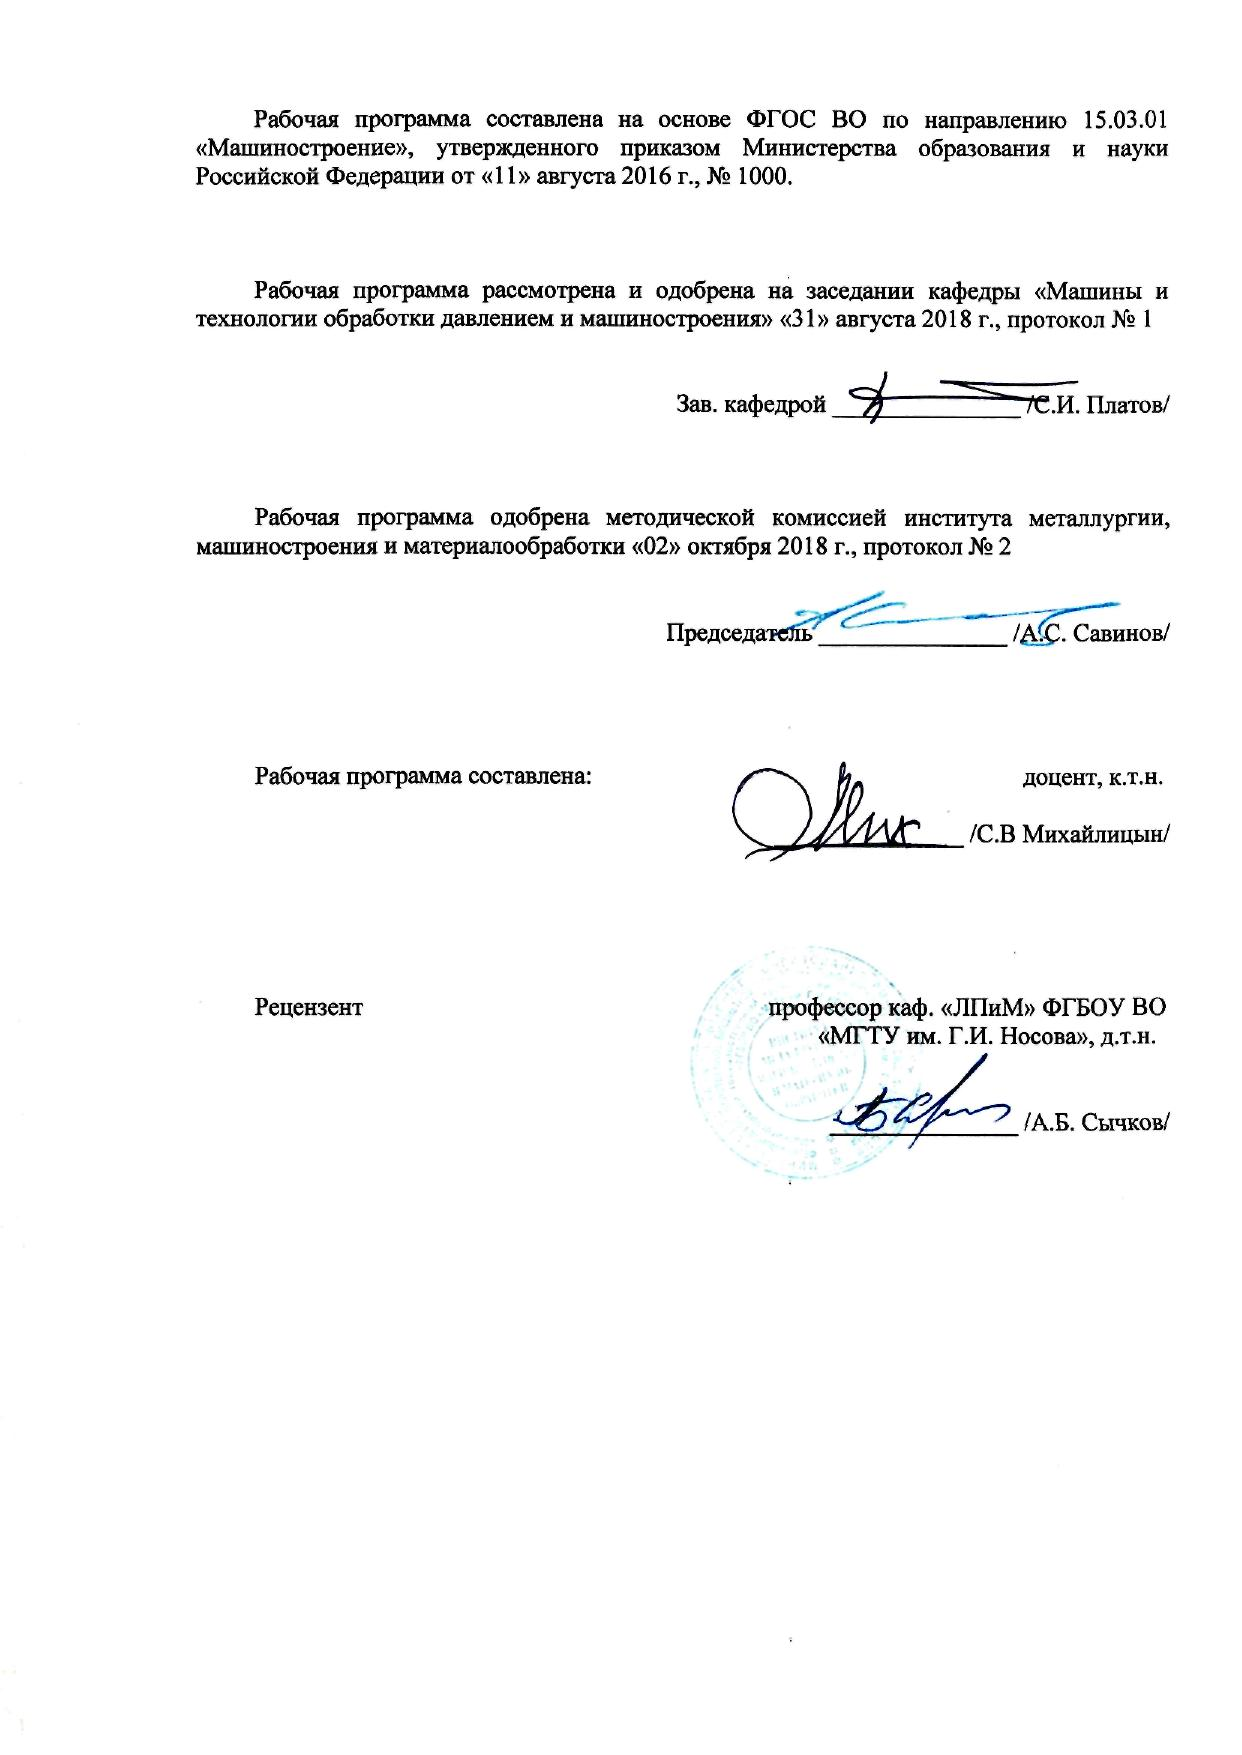 Рабочая программа составлена на основе ФГОС ВО по направлению 15.03.01
«Машиностроение», утвержденного приказом Министерства образования и науки
Российской Федерации от «11» августа 2016 г., № 1000.
Рабочая программа рассмотрена и одобрена на заседании кафедры «Машины и
технологии обработки давлением и машиностроения» «31» августа 2018 г., протокол № 1
Зав. кафедрой _______________ /С.И. Платов/
Рабочая программа одобрена методической комиссией института металлургии,
машиностроения и материалообработки «02» октября 2018 г., протокол № 2
Председатель _______________ /А.С. Савинов/
Рабочая программа составлена: доцент, к.т.н.
_______________ /С.В Михайлицын/
Рецензент профессор каф. «ЛПиМ» ФГБОУ ВО
«МГТУ им. Г.И. Носова», д.т.н.
_______________ /А.Б. Сычков/